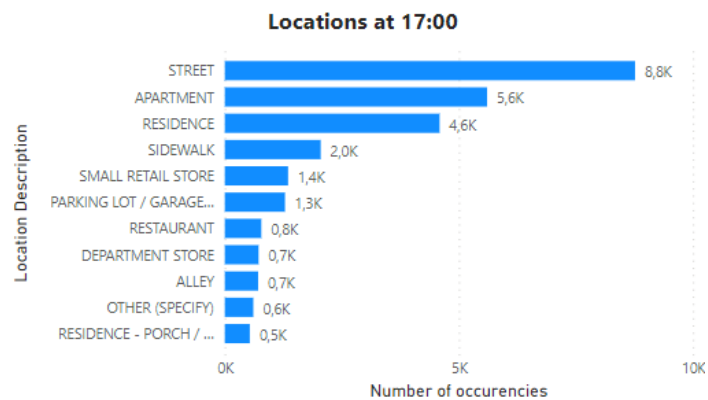 Locations at 17:00
Location Description
STREET 8,8K
APARTMENT 5,6K
RESIDENCE 4,6K
SIDEWALK 2,0K
SMALL RETAIL STORE 1,4K
PARKING LOT / GARAGE... 1,3K
RESTAURANT 0,8K
DEPARTMENT STORE 0,7K
ALLEY 0,7K
OTHER (SPECIFY) 0,6K
RESIDENCE - PORCH / ... 0,5K
0K 5K 10K
Number of occurencies